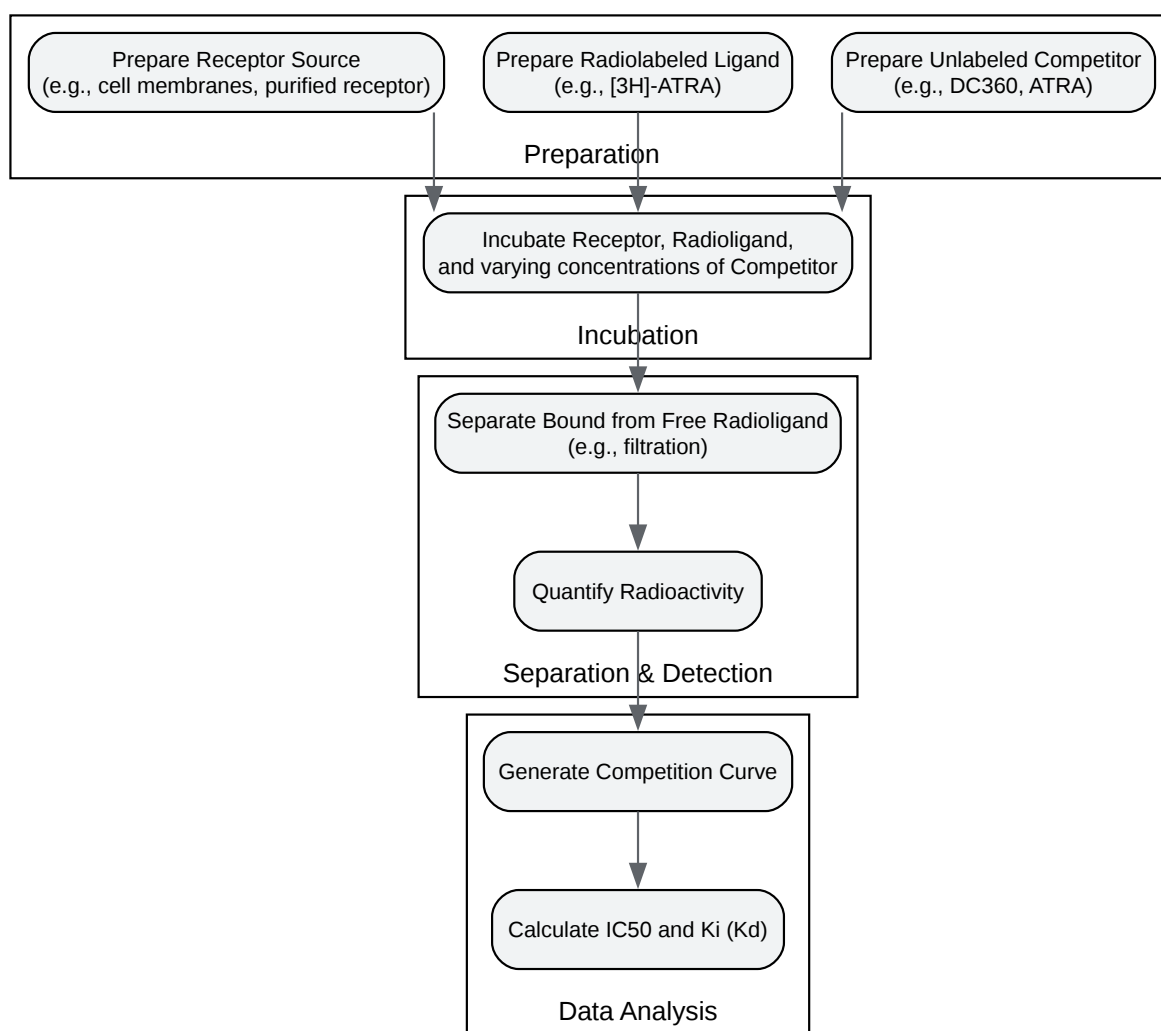 Prepare Receptor Source
(e.g., cell membranes, purified receptor)
Prepare Radiolabeled Ligand
(e.g., [3H]-ATRA)
Prepare Unlabeled Competitor
(e.g., DC360, ATRA)
Preparation
Incubate Receptor, Radioligand,
and varying concentrations of Competitor
Incubation
Separate Bound from Free Radioligand
(e.g., filtration)
Quantify Radioactivity
Separation & Detection
Generate Competition Curve
Calculate IC50 and Ki (Kd)
Data Analysis